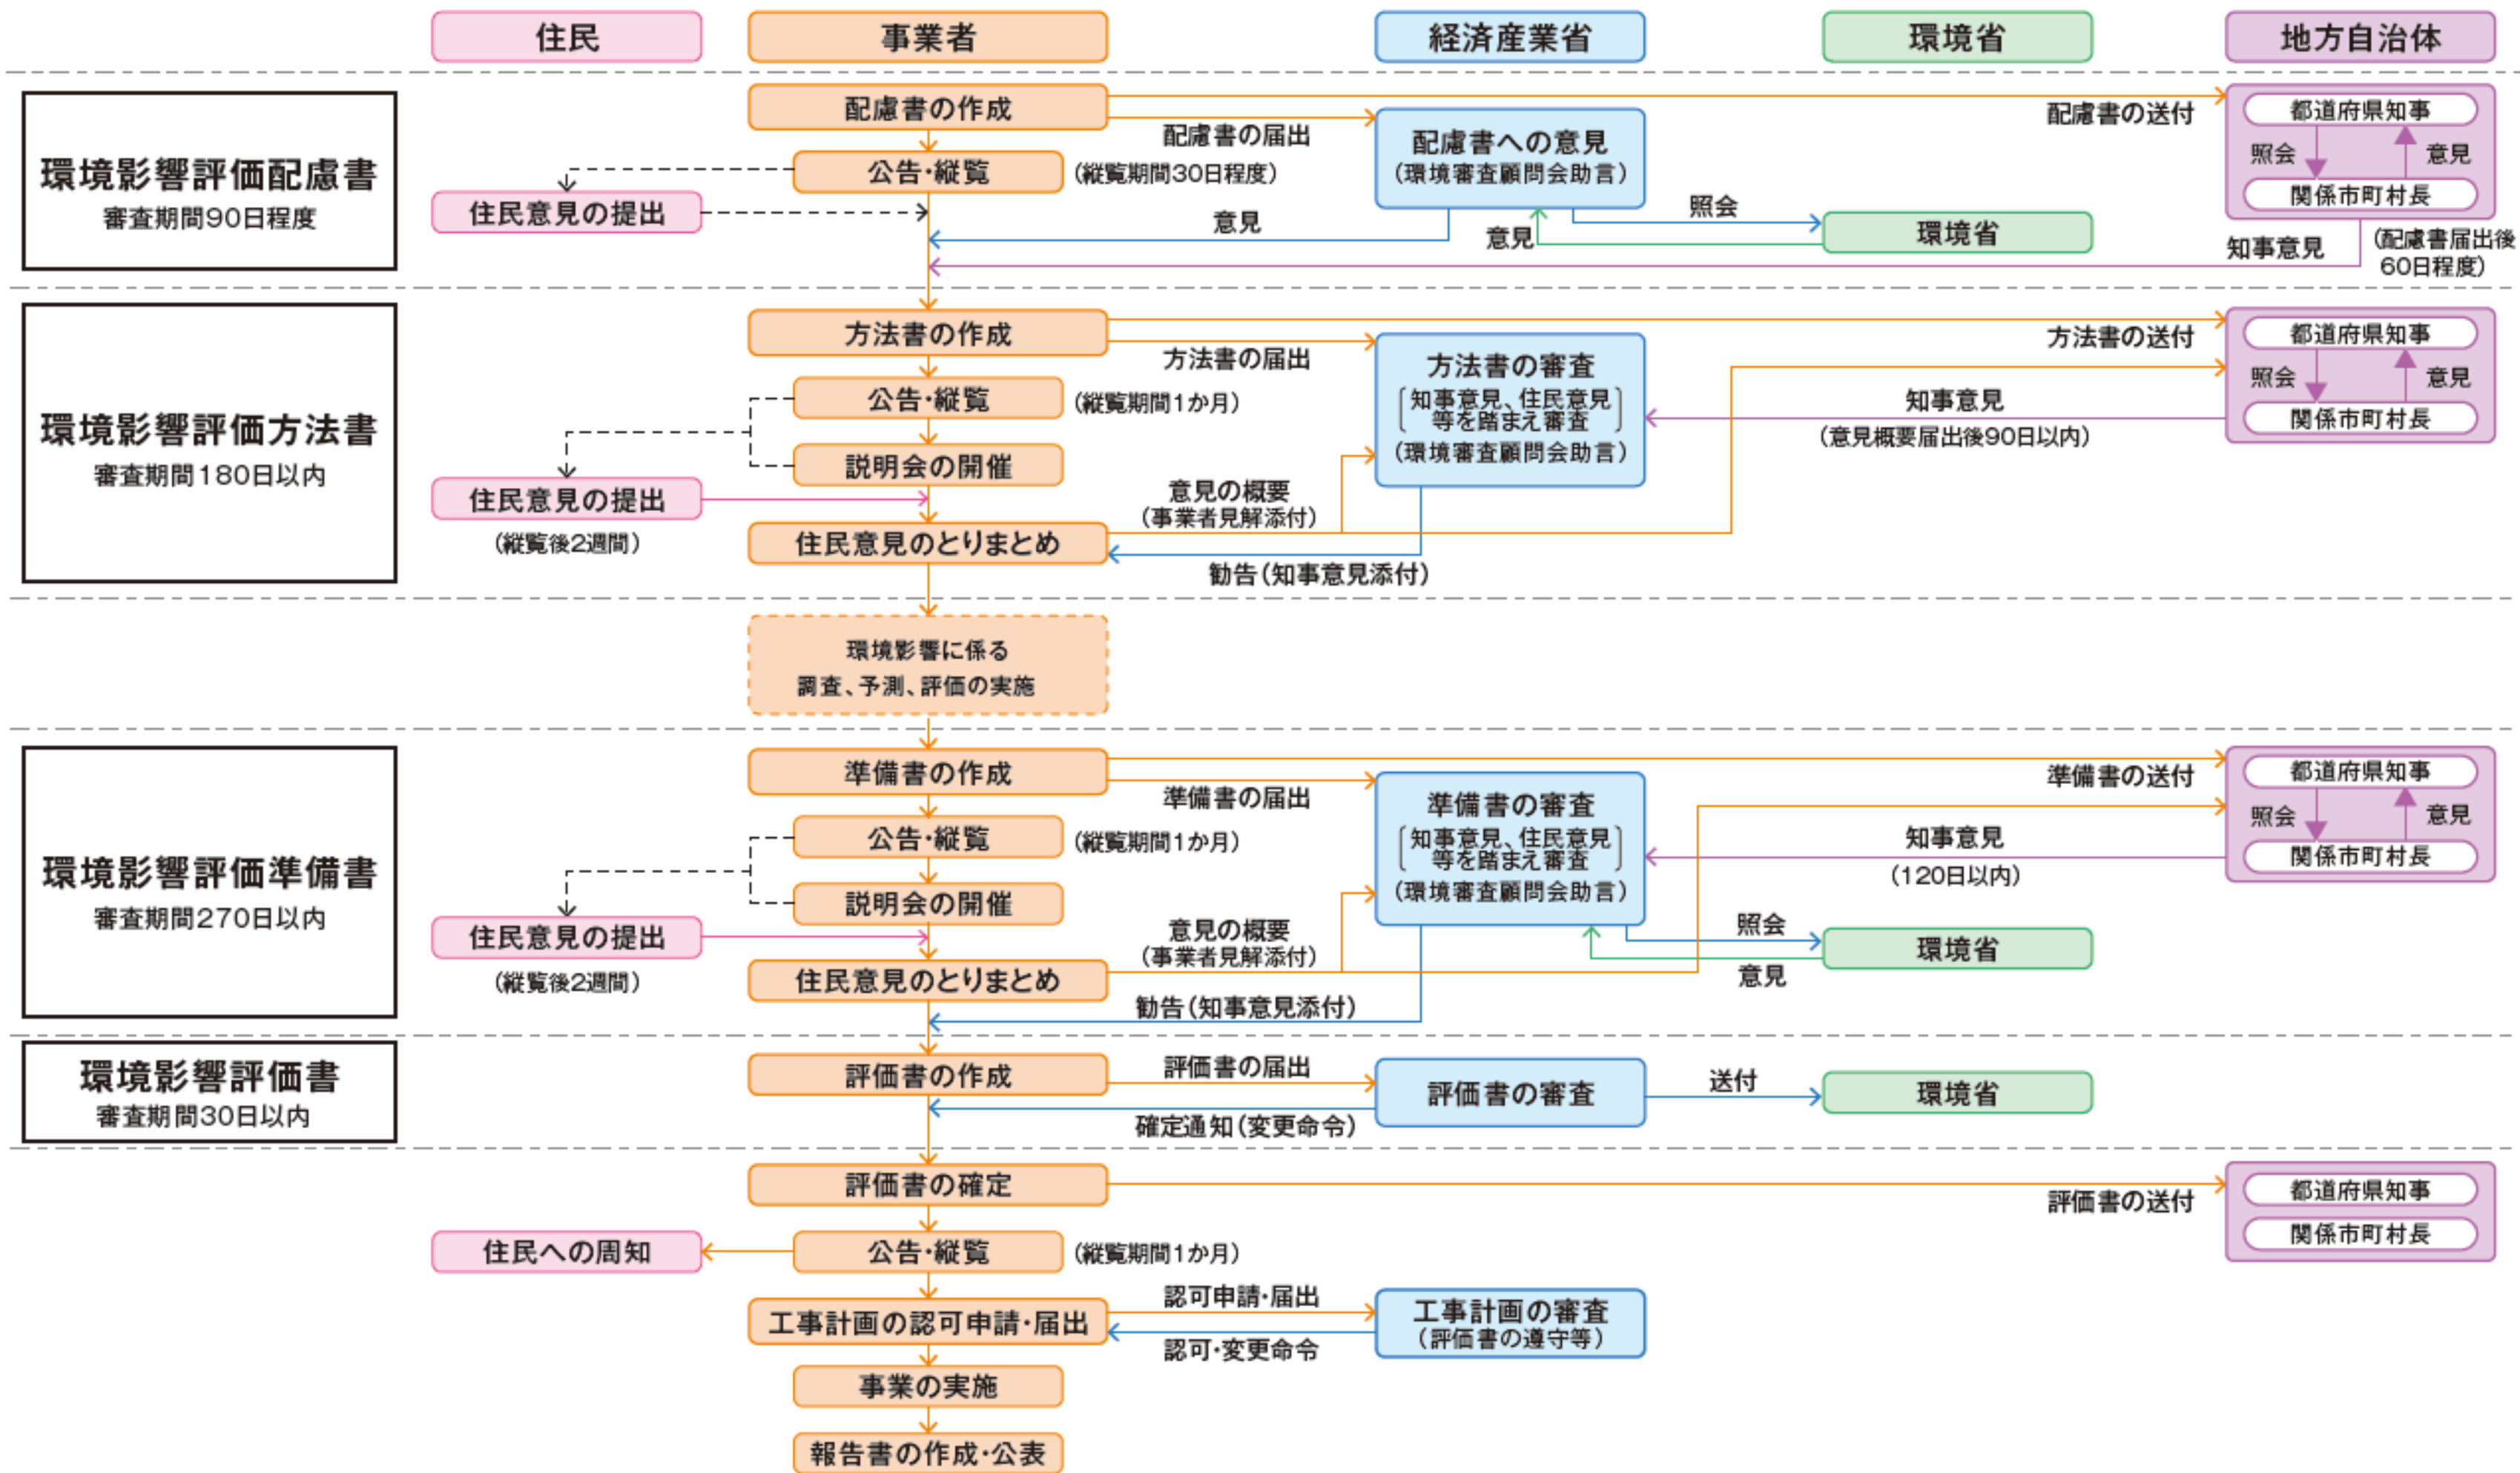 住民
事業者
経済産業省
環境省
地方自治体
環境影響評価配慮書
審査期間90日程度
配慮書の作成
配慮書の届出
配慮書の送付
公告・縦覧
(縦覧期間30日程度)
住民意見の提出
配慮書への意見
(環境審査顧問会助言)
意見
照会
意見
環境省
都道府県知事
照会
意見
関係市町村長
知事意見
(配慮書届出後
60日程度)
環境影響評価方法書
審査期間180日以内
方法書の作成
方法書の届出
方法書の送付
公告・縦覧
(縦覧期間1か月)
説明会の開催
住民意見の提出
(縦覧後2週間)
住民意見のとりまとめ
意見の概要
(事業者見解添付)
方法書の審査
知事意見、住民意見
等を踏まえ審査
(環境審査顧問会助言)
勧告(知事意見添付)
知事意見
(意見概要届出後90日以内)
都道府県知事
照会
意見
関係市町村長
環境影響に係る
調査、予測、評価の実施
環境影響評価準備書
審査期間270日以内
準備書の作成
準備書の届出
準備書の送付
公告・縦覧
(縦覧期間1か月)
説明会の開催
住民意見の提出
(縦覧後2週間)
住民意見のとりまとめ
意見の概要
(事業者見解添付)
準備書の審査
知事意見、住民意見
等を踏まえ審査
(環境審査顧問会助言)
勧告(知事意見添付)
知事意見
(120日以内)
照会
環境省
意見
都道府県知事
照会
意見
関係市町村長
環境影響評価書
審査期間30日以内
評価書の作成
評価書の届出
確定通知(変更命令)
評価書の審査
送付
環境省
評価書の確定
評価書の送付
都道府県知事
関係市町村長
住民への周知
公告・縦覧
(縦覧期間1か月)
工事計画の認可申請・届出
認可申請・届出
認可・変更命令
工事計画の審査
(評価書の遵守等)
事業の実施
報告書の作成・公表